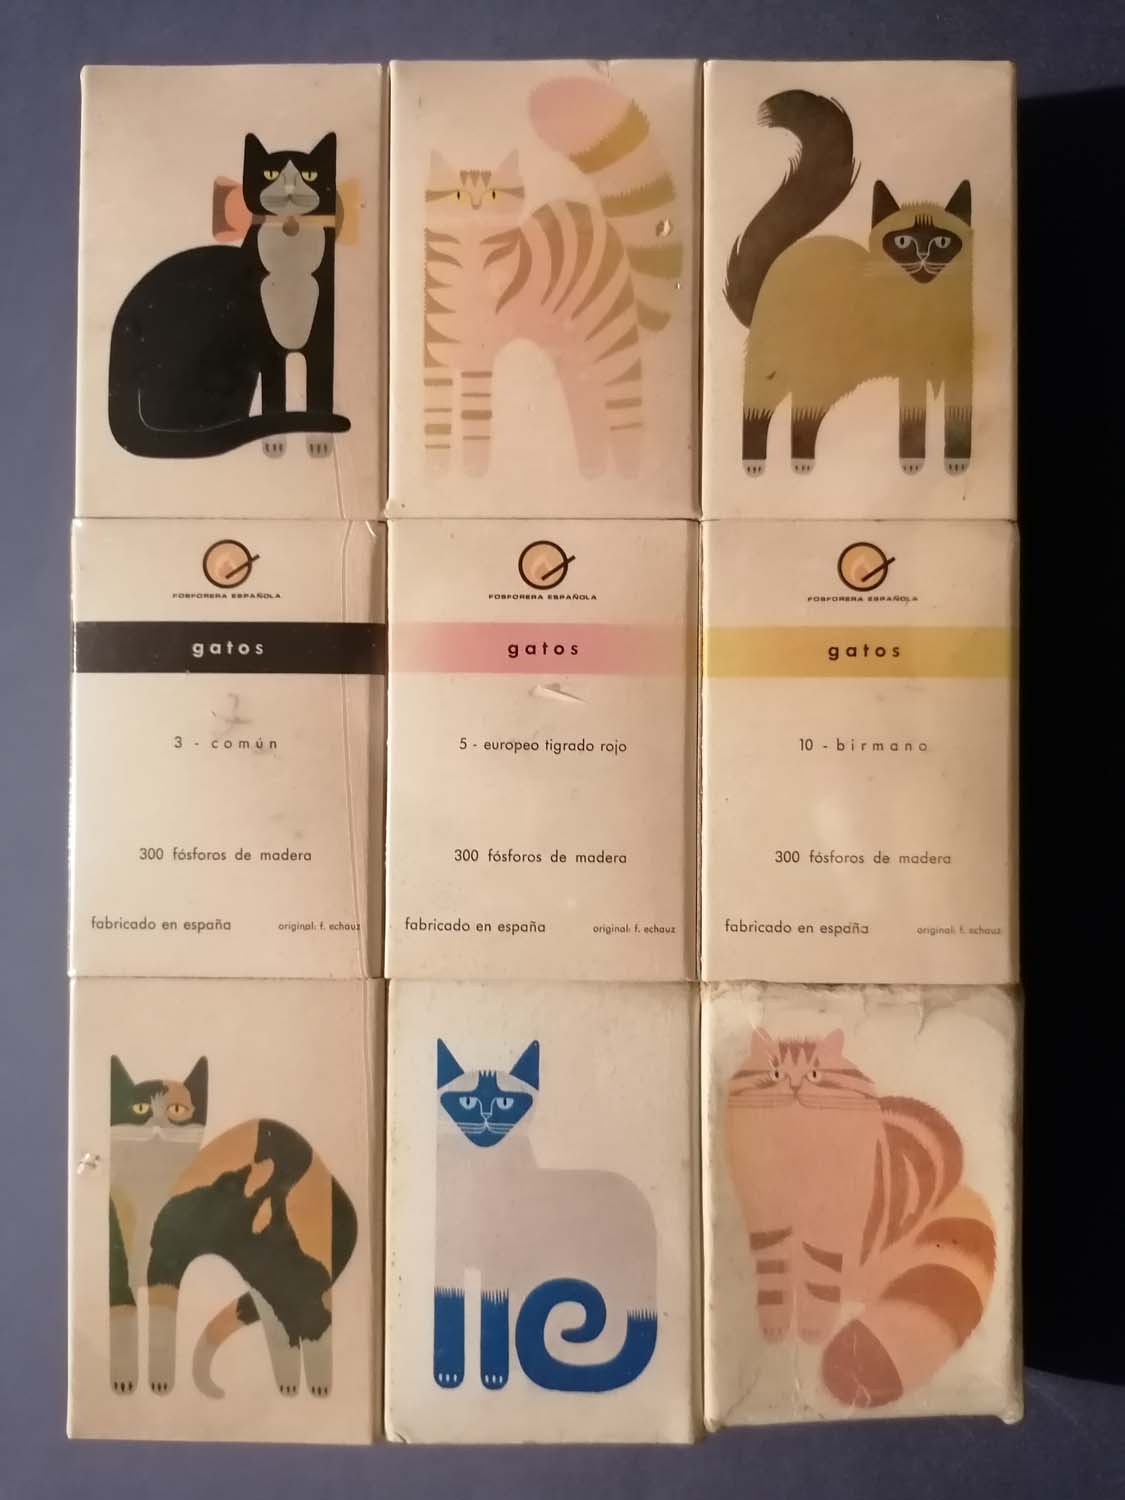 FOSFORERA ESPAÑOLA
gatos
3 - común
300 fósforos de madera
fabricado en españa
original: f. echauz
FOSFORERA ESPAÑOLA
gatos
5 - europeo tigrado rojo
300 fósforos de madera
fabricado en españa
original: f. echauz
FOSFORERA ESPAÑOLA
gatos
10 - birmano
300 fósforos de madera
fabricado en españa
original: f. echauz